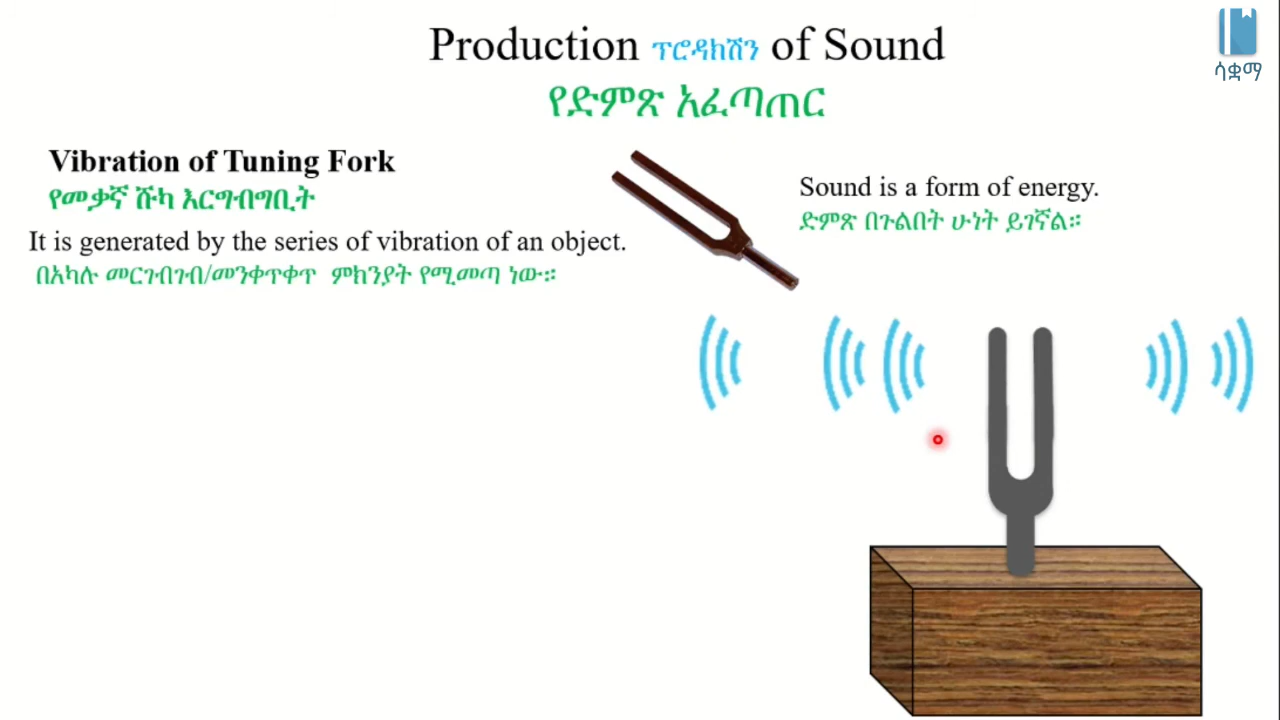 Production ፕሮዳክሽን of Sound
የድምጽ አፈጣጠር
ሳቋማ
Vibration of Tuning Fork
የመቃኛ ሹካ እርግብግቢት
It is generated by the series of vibration of an object.
በአካሉ መርገብገብ/መንቀጥቀጥ ምክንያት የሚመጣ ነው።
Sound is a form of energy.
ድምጽ በጉልበት ሁነት ይገኛል።